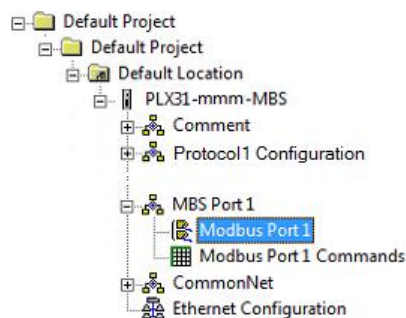 Default Project
Default Project
Default Location
PLX31-mmm-MBS
Comment
Protocol1 Configuration
MBS Port 1
Modbus Port 1
Modbus Port 1 Commands
CommonNet
Ethernet Configuration